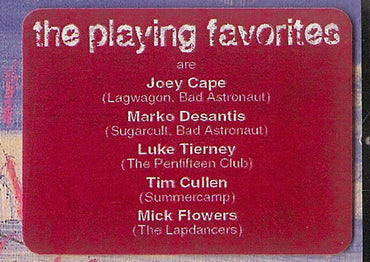 the playing favorites
are
Joey Cape
(Lagwagon, Bad Astronaut)
Marko Desantis
(Sugarcult, Bad Astronaut)
Luke Tierney
(The Penfifteen Club)
Tim Cullen
(Summercamp)
Mick Flowers
(The Lapdancers)